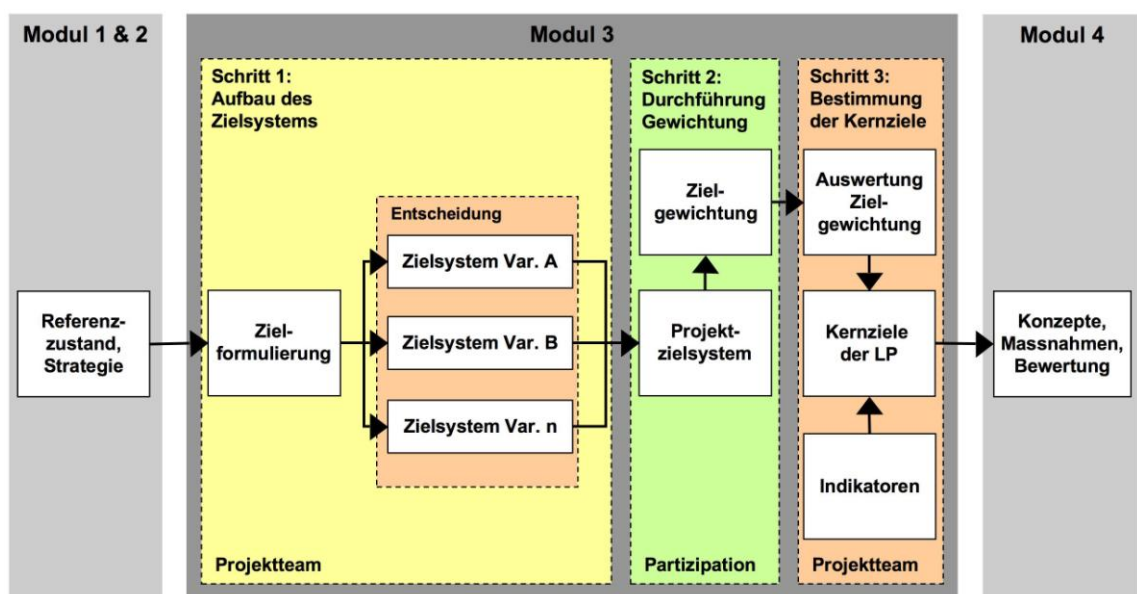 Modul 1 & 2
Modul 3
Modul 4
Schritt 1:
Aufbau des
Zielsystems
Schritt 2:
Durchführung
Gewichtung
Schritt 3:
Bestimmung
der Kernziele
Referenz-
zustand,
Strategie
Ziel-
formulierung
Entscheidung
Zielsystem Var. A
Zielsystem Var. B
Zielsystem Var. n
Ziel-
gewichtung
Projekt-
zielsystem
Auswertung
Ziel-
gewichtung
Kernziele
der LP
Indikatoren
Konzepte,
Massnahmen,
Bewertung
Projektteam
Partizipation
Projektteam